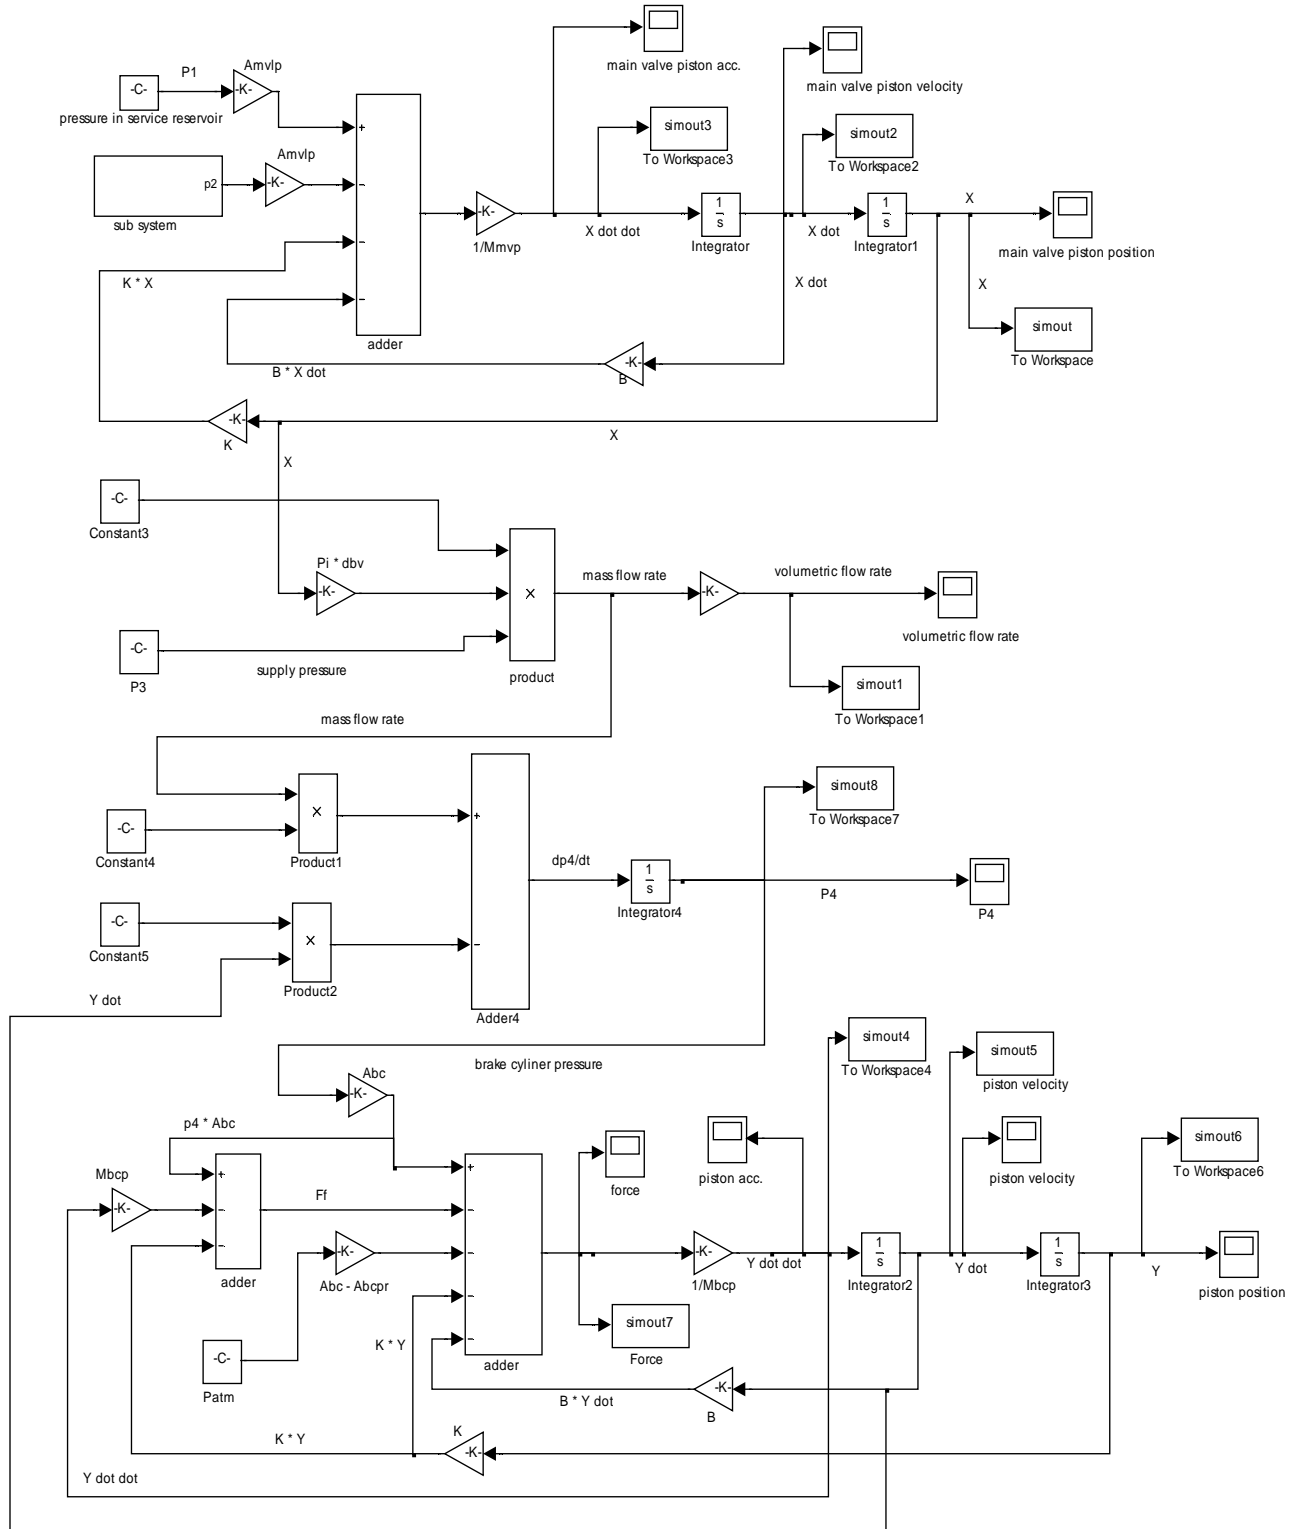 main valve piston acc.
main valve piston velocity
P1
Amvlp
-C-
-K-
pressure in service reservoir
+
simout3
To Workspace3
simout2
To Workspace2
Amvlp
p2
-K-
−
sub system
-K-
1/Mmvp
X dot dot
1
s
Integrator
X dot
1
s
Integrator1
X
main valve piston position
K * X
−
X dot
X
−
adder
simout
To Workspace
B * X dot
-K-
B
-K-
K
X
X
-C-
Constant3
Pi * dbv
-K-
X
mass flow rate
-K-
volumetric flow rate
volumetric flow rate
-C-
P3
supply pressure
product
simout1
To Workspace1
mass flow rate
X
simout8
To Workspace7
+
-C-
Constant4
Product1
dp4/dt
1
s
Integrator4
P4
P4
-C-
Constant5
X
−
Product2
Y dot
Adder4
simout4
To Workspace4
simout5
piston velocity
brake cyliner pressure
Abc
-K-
p4 * Abc
simout6
To Workspace6
Mbcp
-K-
+
−
−
adder
Ff
+
−
−
−
−
adder
force
piston acc.
piston velocity
-K-
Abc - Abcpr
-K-
1/Mbcp
Y dot dot
1
s
Integrator2
Y dot
1
s
Integrator3
Y
piston position
simout7
Force
-C-
Patm
K * Y
B * Y dot
-K-
B
K * Y
K
-K-
Y dot dot